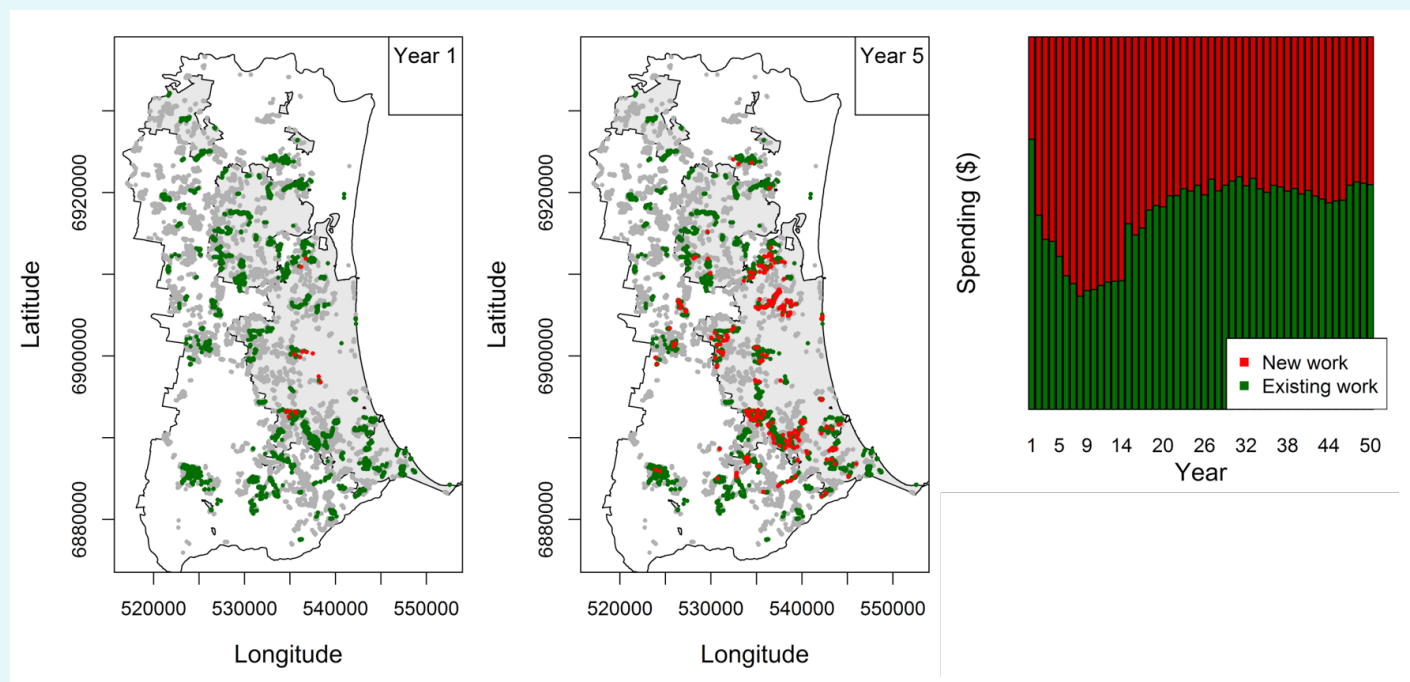 Year 1
Latitude
6920000
6900000
6880000
520000 530000 540000 550000
Longitude
Year 5
Latitude
6920000
6900000
6880000
520000 530000 540000 550000
Longitude
Spending ($)
New work
Existing work
1 5 9 14 20 26 32 38 44 50
Year